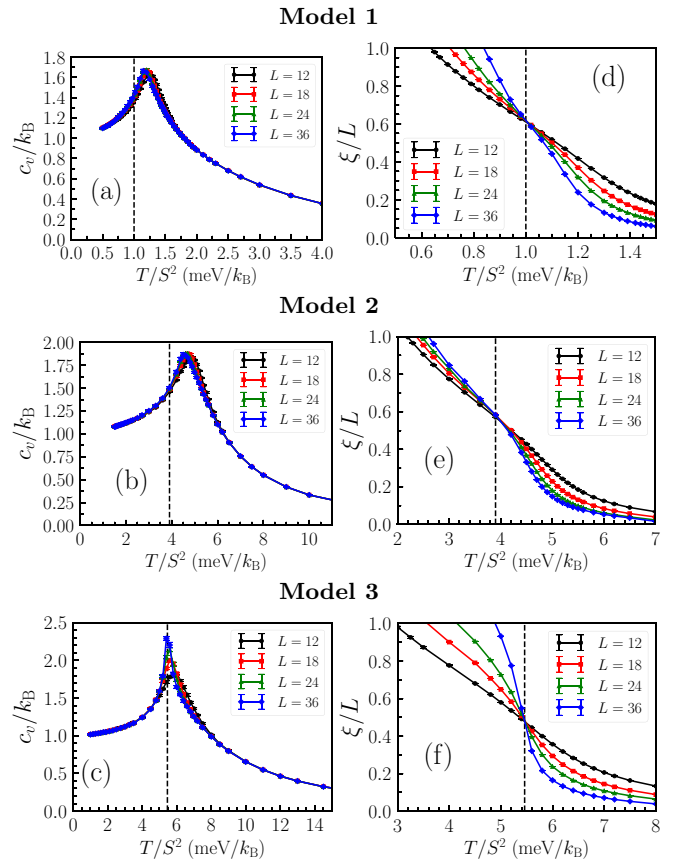 Model 1
c_v/k_B
1.8
1.6
1.4
1.2
1.0
0.8
0.6
0.4
0.2
0.0
(a)
L = 12
L = 18
L = 24
L = 36
0.0 0.5 1.0 1.5 2.0 2.5 3.0 3.5 4.0
T/S² (meV/k_B)
ξ/L
1.0
0.8
0.6
0.4
0.2
0.0
(d)
L = 12
L = 18
L = 24
L = 36
0.6 0.8 1.0 1.2 1.4
T/S² (meV/k_B)
Model 2
c_v/k_B
2.00
1.75
1.50
1.25
1.00
0.75
0.50
0.25
0.00
(b)
L = 12
L = 18
L = 24
L = 36
0 2 4 6 8 10
T/S² (meV/k_B)
ξ/L
1.0
0.8
0.6
0.4
0.2
0.0
(e)
L = 12
L = 18
L = 24
L = 36
2 3 4 5 6 7
T/S² (meV/k_B)
Model 3
c_v/k_B
2.5
2.0
1.5
1.0
0.5
0.0
(c)
L = 12
L = 18
L = 24
L = 36
0 2 4 6 8 10 12 14
T/S² (meV/k_B)
ξ/L
1.0
0.8
0.6
0.4
0.2
0.0
(f)
L = 12
L = 18
L = 24
L = 36
3 4 5 6 7 8
T/S² (meV/k_B)